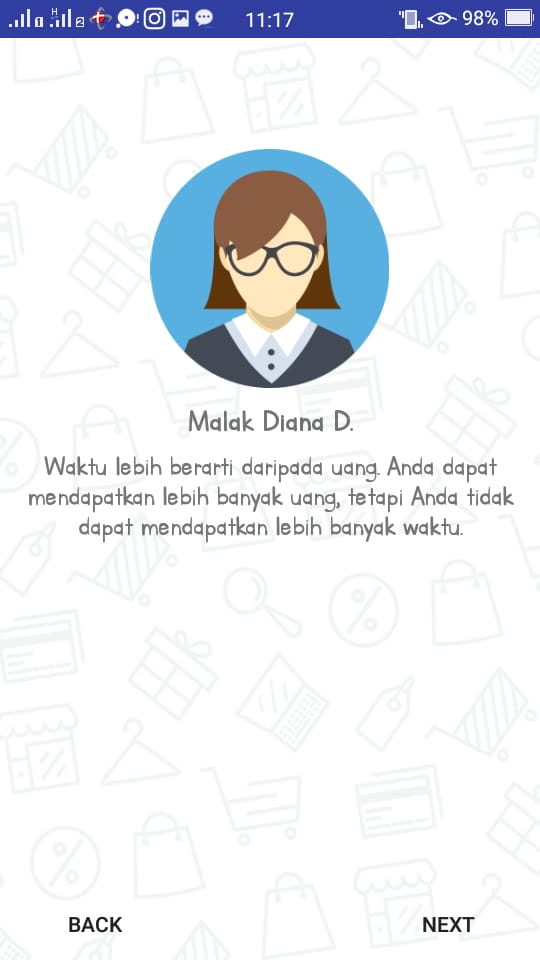 11:17
98%
Malak Diana D.
Waktu lebih berarti daripada uang. Anda dapat
mendapatkan lebih banyak uang, tetapi Anda tidak
dapat mendapatkan lebih banyak waktu.
BACK
NEXT